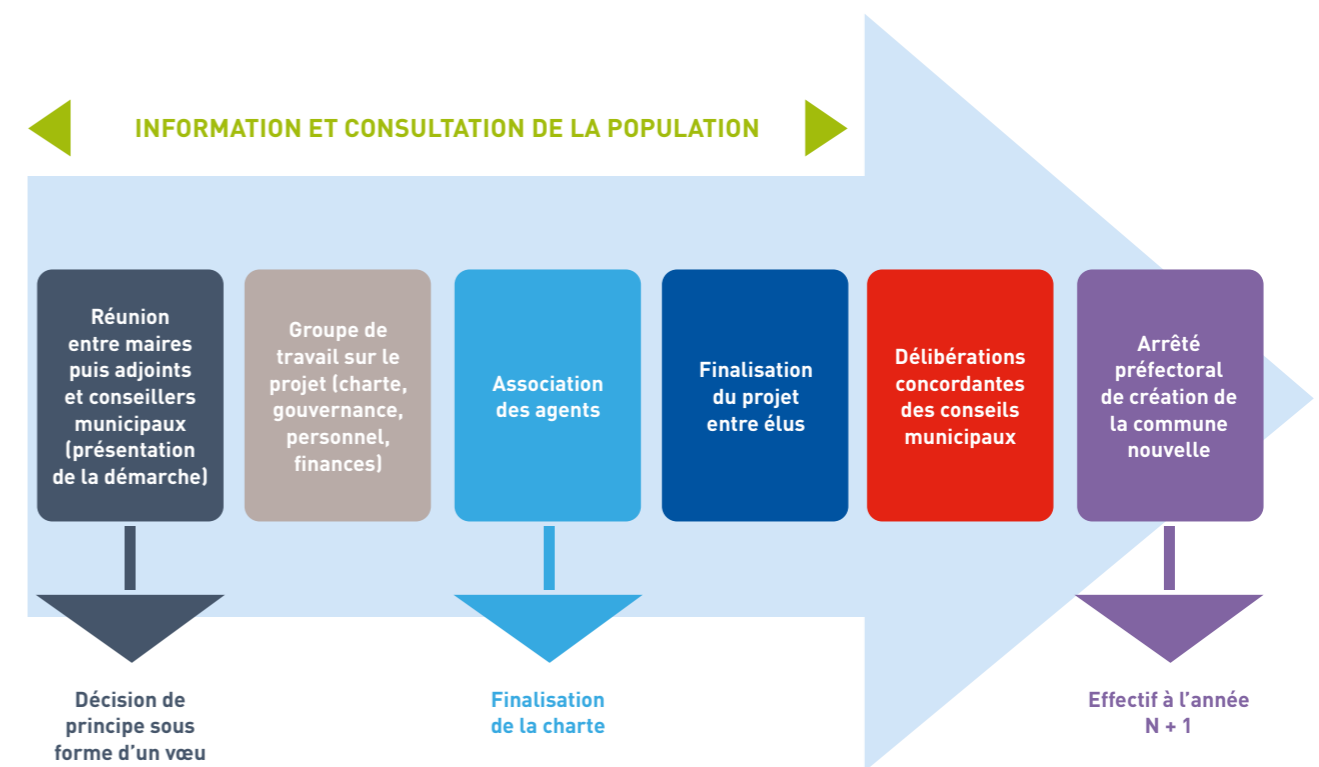 INFORMATION ET CONSULTATION DE LA POPULATION
Réunion
entre maires
puis adjoints
et conseillers
municipaux
(présentation
de la démarche)
Groupe de
travail sur le
projet (charte,
gouvernance,
personnel,
finances)
Association
des agents
Finalisation
du projet
entre élus
Délibérations
concordantes
des conseils
municipaux
Arrêté
préfectoral
de création de
la commune
nouvelle
Décision de
principe sous
forme d’un vœu
Finalisation
de la charte
Effectif à l’année
N + 1